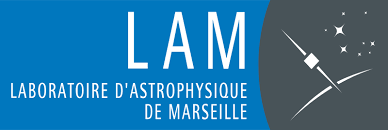 LAM
LABORATOIRE D'ASTROPHYSIQUE
DE MARSEILLE